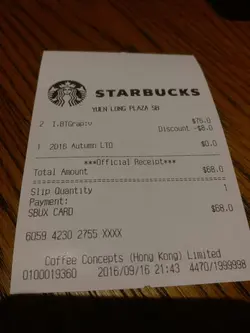 STARBUCKS
YUEN LONG PLAZA SB
2 I.BTGrap:v $76.0
Discount -$8.0
1 2016 Autumn LTO $0.0
***Official Receipt***
Total Amount $68.0
Slip Quantity 1
Payment:
SBUX CARD $68.0
6059 4230 2755 XXXX
Coffee Concepts (Hong Kong) Limited
0100019360 2016/09/16 21:43 4470/1999998